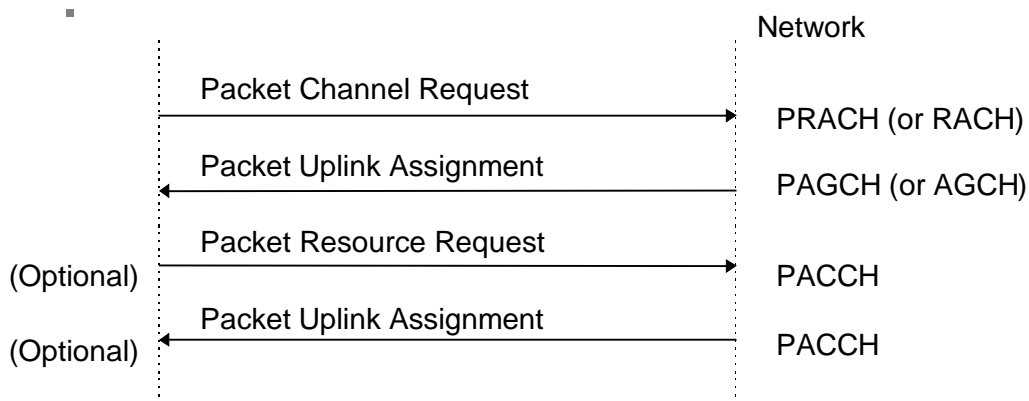 Network
Packet Channel Request
PRACH (or RACH)
Packet Uplink Assignment
PAGCH (or AGCH)
Packet Resource Request
(Optional)
PACCH
Packet Uplink Assignment
(Optional)
PACCH